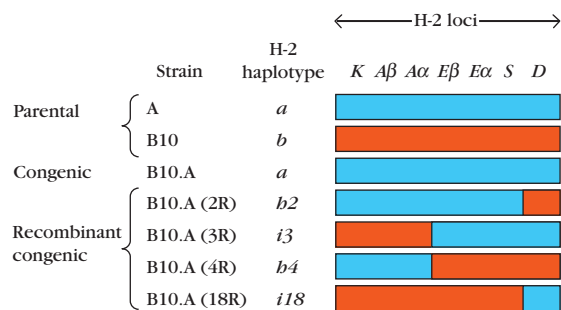 H-2 loci
H-2
Strain haplotype K Aβ Aα Eβ Eα S D
Parental
A a
B10 b
Congenic B10.A a
Recombinant congenic
B10.A (2R) h2
B10.A (3R) i3
B10.A (4R) h4
B10.A (18R) i18